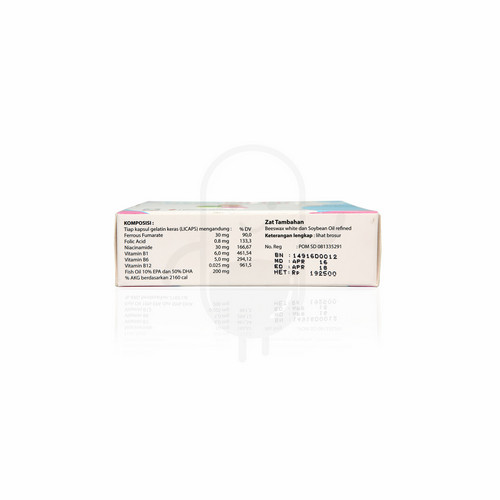 KOMPOSISI :
Tiap kapsul gelatin keras (LICAPS) mengandung : % DV
Ferrous Fumarate 30 mg 90,0
Folic Acid 0.8 mg 133,3
Niacinamide 30 mg 166,67
Vitamin B1 6,0 mg 461,54
Vitamin B6 5,0 mg 294,12
Vitamin B12 0.025 mg 961,5
Fish Oil 10% EPA dan 50% DHA 200 mg
% AKG berdasarkan 2160 cal
Zat Tambahan
Beeswax white dan Soybean Oil refined
Keterangan lengkap : lihat brosur
No. Reg : POM SD 081335291
BN : 14916D0012
MD : APR 16
ED : APR 18
HET: Rp 192500